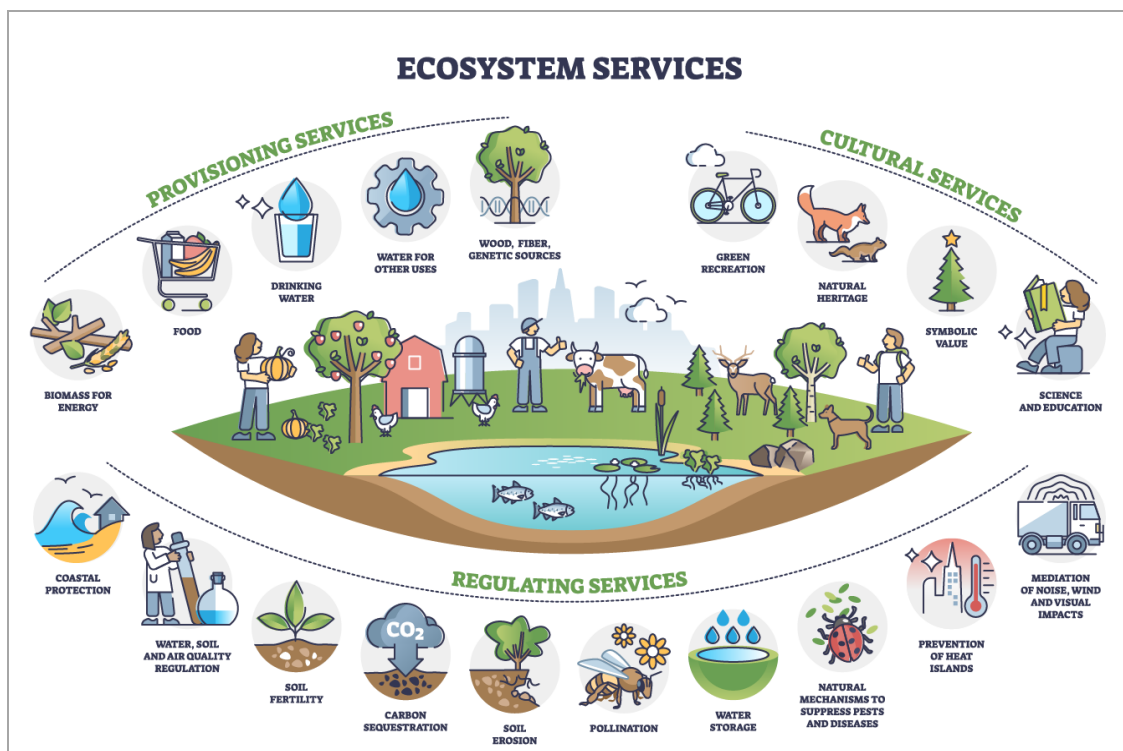 ECOSYSTEM SERVICES
PROVISIONING SERVICES
BIOMASS FOR
ENERGY
FOOD
DRINKING
WATER
WATER FOR
OTHER USES
WOOD, FIBER,
GENETIC SOURCES
CULTURAL SERVICES
GREEN
RECREATION
NATURAL
HERITAGE
SYMBOLIC
VALUE
SCIENCE
AND EDUCATION
REGULATING SERVICES
COASTAL
PROTECTION
WATER, SOIL
AND AIR QUALITY
REGULATION
SOIL
FERTILITY
CO2
CARBON
SEQUESTRATION
SOIL
EROSION
POLLINATION
WATER
STORAGE
NATURAL
MECHANISMS TO
SUPPRESS PESTS
AND DISEASES
PREVENTION
OF HEAT
ISLANDS
MEDIATION
OF NOISE, WIND
AND VISUAL
IMPACTS